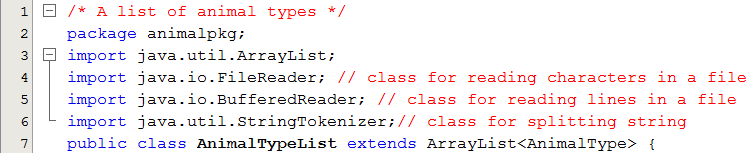 1 /* A list of animal types */
2 package animalpkg;
3 import java.util.ArrayList;
4 import java.io.FileReader; // class for reading characters in a file
5 import java.io.BufferedReader; // class for reading lines in a file
6 import java.util.StringTokenizer;// class for splitting string
7 public class AnimalTypeList extends ArrayList<AnimalType> {